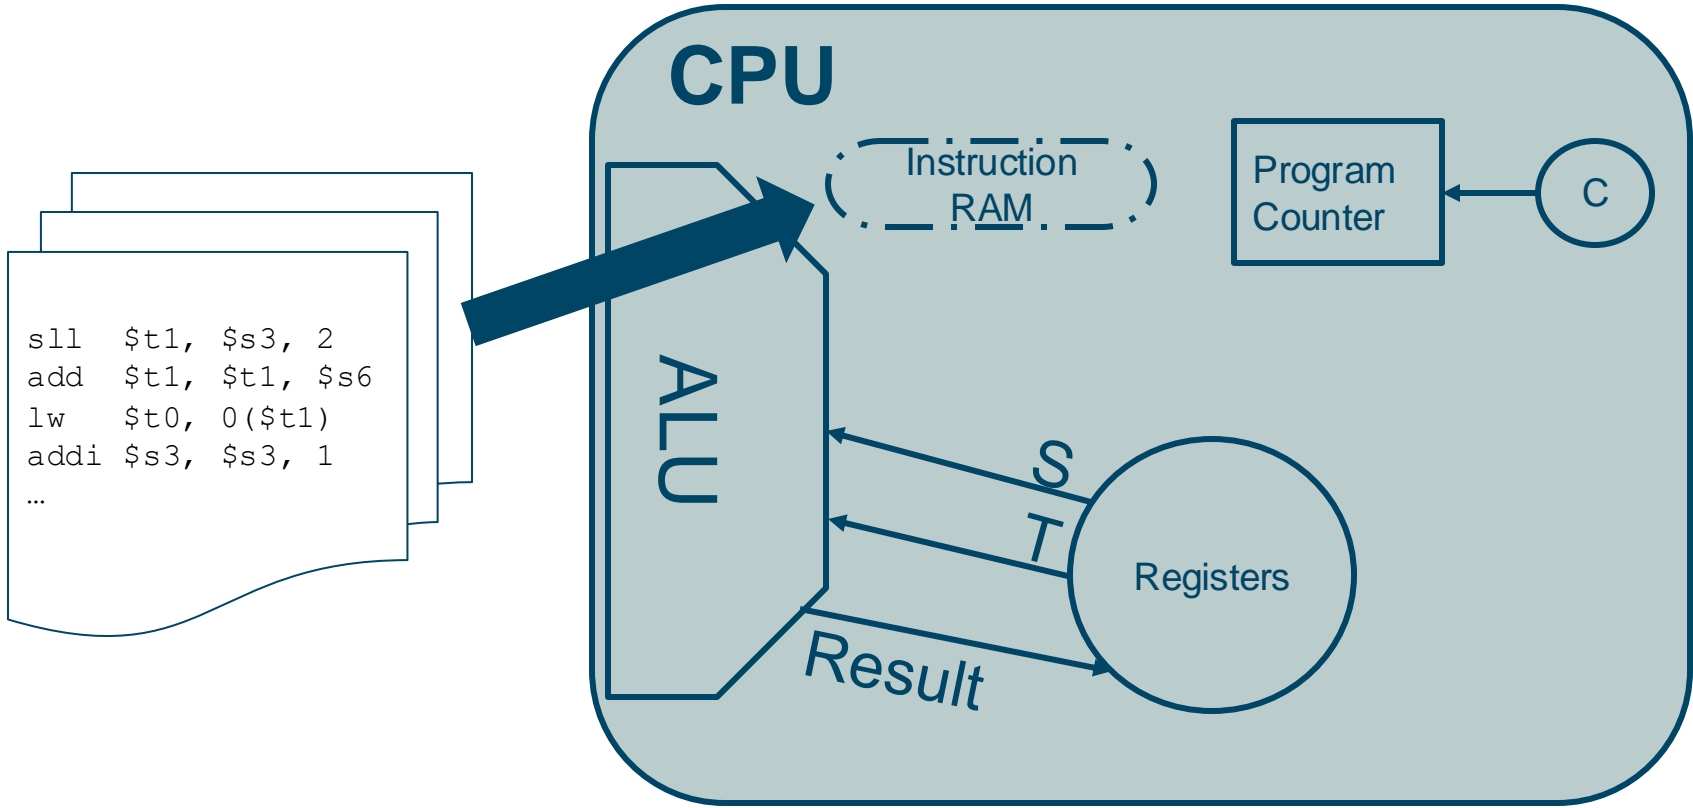 CPU
Instruction
RAM
Program
Counter
C
sll  $t1, $s3, 2
add  $t1, $t1, $s6
lw   $t0, 0($t1)
addi $s3, $s3, 1
…
ALU
S
T
Registers
Result